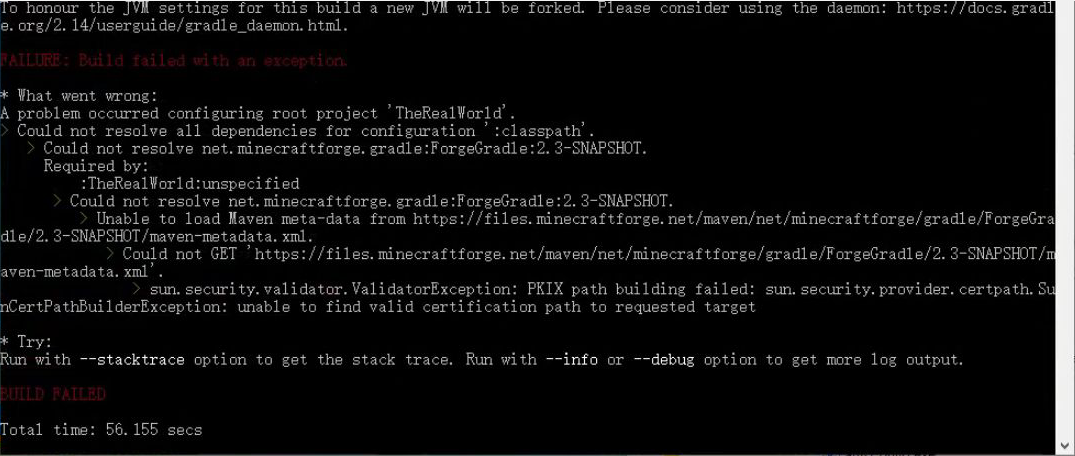 To honour the JVM settings for this build a new JVM will be forked. Please consider using the daemon: https://docs.gradl
e.org/2.14/userguide/gradle_daemon.html.
FAILURE: Build failed with an exception.
* What went wrong:
A problem occurred configuring root project 'TheRealWorld'.
> Could not resolve all dependencies for configuration ':classpath'.
> Could not resolve net.minecraftforge.gradle:ForgeGradle:2.3-SNAPSHOT.
Required by:
:TheRealWorld:unspecified
> Could not resolve net.minecraftforge.gradle:ForgeGradle:2.3-SNAPSHOT.
> Unable to load Maven meta-data from https://files.minecraftforge.net/maven/net/minecraftforge/gradle/ForgeGra
dle/2.3-SNAPSHOT/maven-metadata.xml.
> Could not GET 'https://files.minecraftforge.net/maven/net/minecraftforge/gradle/ForgeGradle/2.3-SNAPSHOT/m
aven-metadata.xml'.
> sun.security.validator.ValidatorException: PKIX path building failed: sun.security.provider.certpath.Su
nCertPathBuilderException: unable to find valid certification path to requested target
* Try:
Run with --stacktrace option to get the stack trace. Run with --info or --debug option to get more log output.
BUILD FAILED
Total time: 56.155 secs